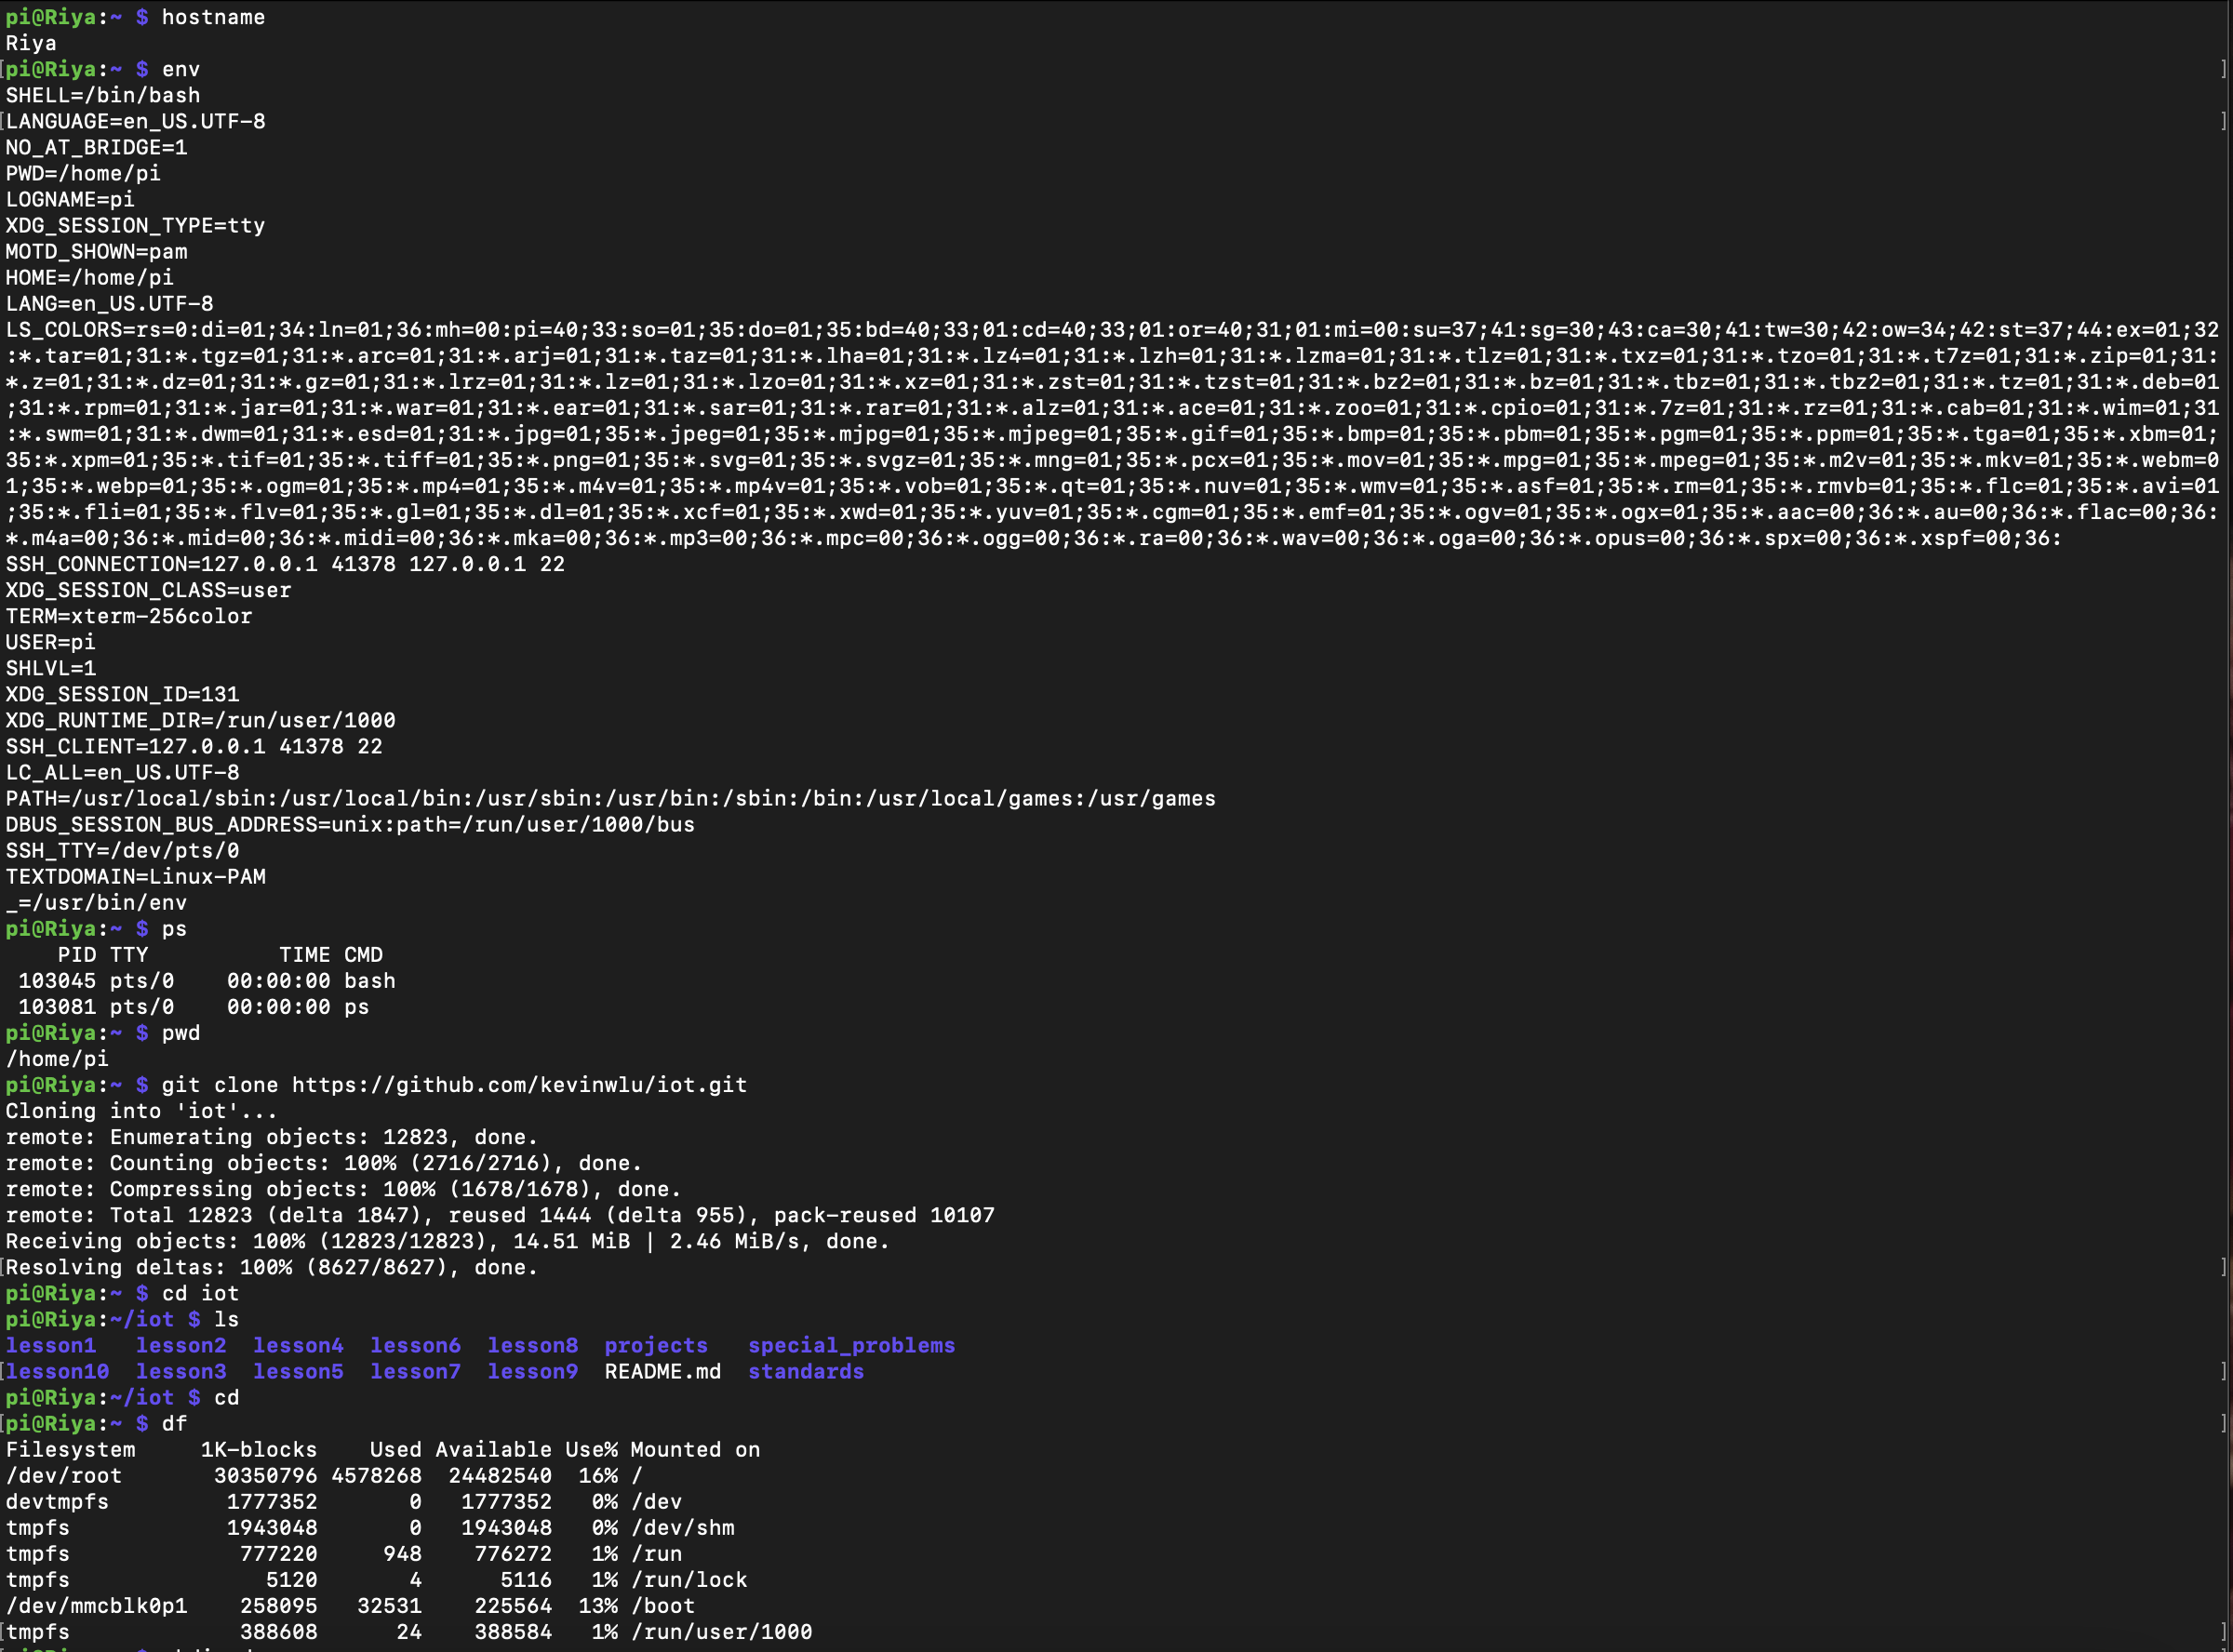 pi@Riya:~ $ hostname
Riya
[pi@Riya:~ $ env ]
SHELL=/bin/bash
[LANGUAGE=en_US.UTF-8 ]
NO_AT_BRIDGE=1
PWD=/home/pi
LOGNAME=pi
XDG_SESSION_TYPE=tty
MOTD_SHOWN=pam
HOME=/home/pi
LANG=en_US.UTF-8
LS_COLORS=rs=0:di=01;34:ln=01;36:mh=00:pi=40;33:so=01;35:do=01;35:bd=40;33;01:cd=40;33;01:or=40;31;01:mi=00:su=37;41:sg=30;43:ca=30;41:tw=30;42:ow=34;42:st=37;44:ex=01;32
:*.tar=01;31:*.tgz=01;31:*.arc=01;31:*.arj=01;31:*.taz=01;31:*.lha=01;31:*.lz4=01;31:*.lzh=01;31:*.lzma=01;31:*.tlz=01;31:*.txz=01;31:*.tzo=01;31:*.t7z=01;31:*.zip=01;31:
*.z=01;31:*.dz=01;31:*.gz=01;31:*.lrz=01;31:*.lz=01;31:*.lzo=01;31:*.xz=01;31:*.zst=01;31:*.tzst=01;31:*.bz2=01;31:*.bz=01;31:*.tbz=01;31:*.tbz2=01;31:*.tz=01;31:*.deb=01
;31:*.rpm=01;31:*.jar=01;31:*.war=01;31:*.ear=01;31:*.sar=01;31:*.rar=01;31:*.alz=01;31:*.ace=01;31:*.zoo=01;31:*.cpio=01;31:*.7z=01;31:*.rz=01;31:*.cab=01;31:*.wim=01;31
:*.swm=01;31:*.dwm=01;31:*.esd=01;31:*.jpg=01;35:*.jpeg=01;35:*.mjpg=01;35:*.mjpeg=01;35:*.gif=01;35:*.bmp=01;35:*.pbm=01;35:*.pgm=01;35:*.ppm=01;35:*.tga=01;35:*.xbm=01;
35:*.xpm=01;35:*.tif=01;35:*.tiff=01;35:*.png=01;35:*.svg=01;35:*.svgz=01;35:*.mng=01;35:*.pcx=01;35:*.mov=01;35:*.mpg=01;35:*.mpeg=01;35:*.m2v=01;35:*.mkv=01;35:*.webm=0
1;35:*.webp=01;35:*.ogm=01;35:*.mp4=01;35:*.m4v=01;35:*.mp4v=01;35:*.vob=01;35:*.qt=01;35:*.nuv=01;35:*.wmv=01;35:*.asf=01;35:*.rm=01;35:*.rmvb=01;35:*.flc=01;35:*.avi=01
;35:*.fli=01;35:*.flv=01;35:*.gl=01;35:*.dl=01;35:*.xcf=01;35:*.xwd=01;35:*.yuv=01;35:*.cgm=01;35:*.emf=01;35:*.ogv=01;35:*.ogx=01;35:*.aac=00;36:*.au=00;36:*.flac=00;36:
*.m4a=00;36:*.mid=00;36:*.midi=00;36:*.mka=00;36:*.mp3=00;36:*.mpc=00;36:*.ogg=00;36:*.ra=00;36:*.wav=00;36:*.oga=00;36:*.opus=00;36:*.spx=00;36:*.xspf=00;36:
SSH_CONNECTION=127.0.0.1 41378 127.0.0.1 22
XDG_SESSION_CLASS=user
TERM=xterm-256color
USER=pi
SHLVL=1
XDG_SESSION_ID=131
XDG_RUNTIME_DIR=/run/user/1000
SSH_CLIENT=127.0.0.1 41378 22
LC_ALL=en_US.UTF-8
PATH=/usr/local/sbin:/usr/local/bin:/usr/sbin:/usr/bin:/sbin:/bin:/usr/local/games:/usr/games
DBUS_SESSION_BUS_ADDRESS=unix:path=/run/user/1000/bus
SSH_TTY=/dev/pts/0
TEXTDOMAIN=Linux-PAM
_=/usr/bin/env
pi@Riya:~ $ ps
    PID TTY          TIME CMD
 103045 pts/0    00:00:00 bash
 103081 pts/0    00:00:00 ps
pi@Riya:~ $ pwd
/home/pi
pi@Riya:~ $ git clone https://github.com/kevinwlu/iot.git
Cloning into 'iot'...
remote: Enumerating objects: 12823, done.
remote: Counting objects: 100% (2716/2716), done.
remote: Compressing objects: 100% (1678/1678), done.
remote: Total 12823 (delta 1847), reused 1444 (delta 955), pack-reused 10107
Receiving objects: 100% (12823/12823), 14.51 MiB | 2.46 MiB/s, done.
[Resolving deltas: 100% (8627/8627), done. ]
pi@Riya:~ $ cd iot
pi@Riya:~/iot $ ls
lesson1   lesson2  lesson4  lesson6  lesson8  projects   special_problems
[lesson10  lesson3  lesson5  lesson7  lesson9  README.md  standards ]
pi@Riya:~/iot $ cd
[pi@Riya:~ $ df ]
Filesystem     1K-blocks    Used Available Use% Mounted on
/dev/root       30350796 4578268  24482540  16% /
devtmpfs         1777352       0   1777352   0% /dev
tmpfs            1943048       0   1943048   0% /dev/shm
tmpfs             777220     948    776272   1% /run
tmpfs               5120       4      5116   1% /run/lock
/dev/mmcblk0p1    258095   32531    225564  13% /boot
[tmpfs             388608      24    388584   1% /run/user/1000 ]